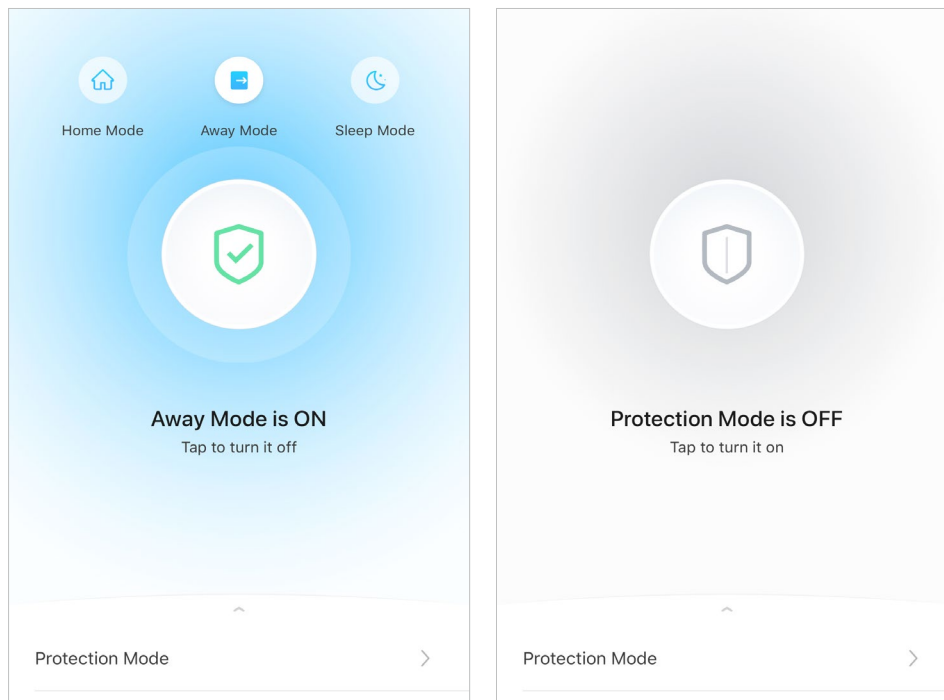 Home Mode
Away Mode
Sleep Mode
Away Mode is ON
Tap to turn it off
Protection Mode
Protection Mode is OFF
Tap to turn it on
Protection Mode